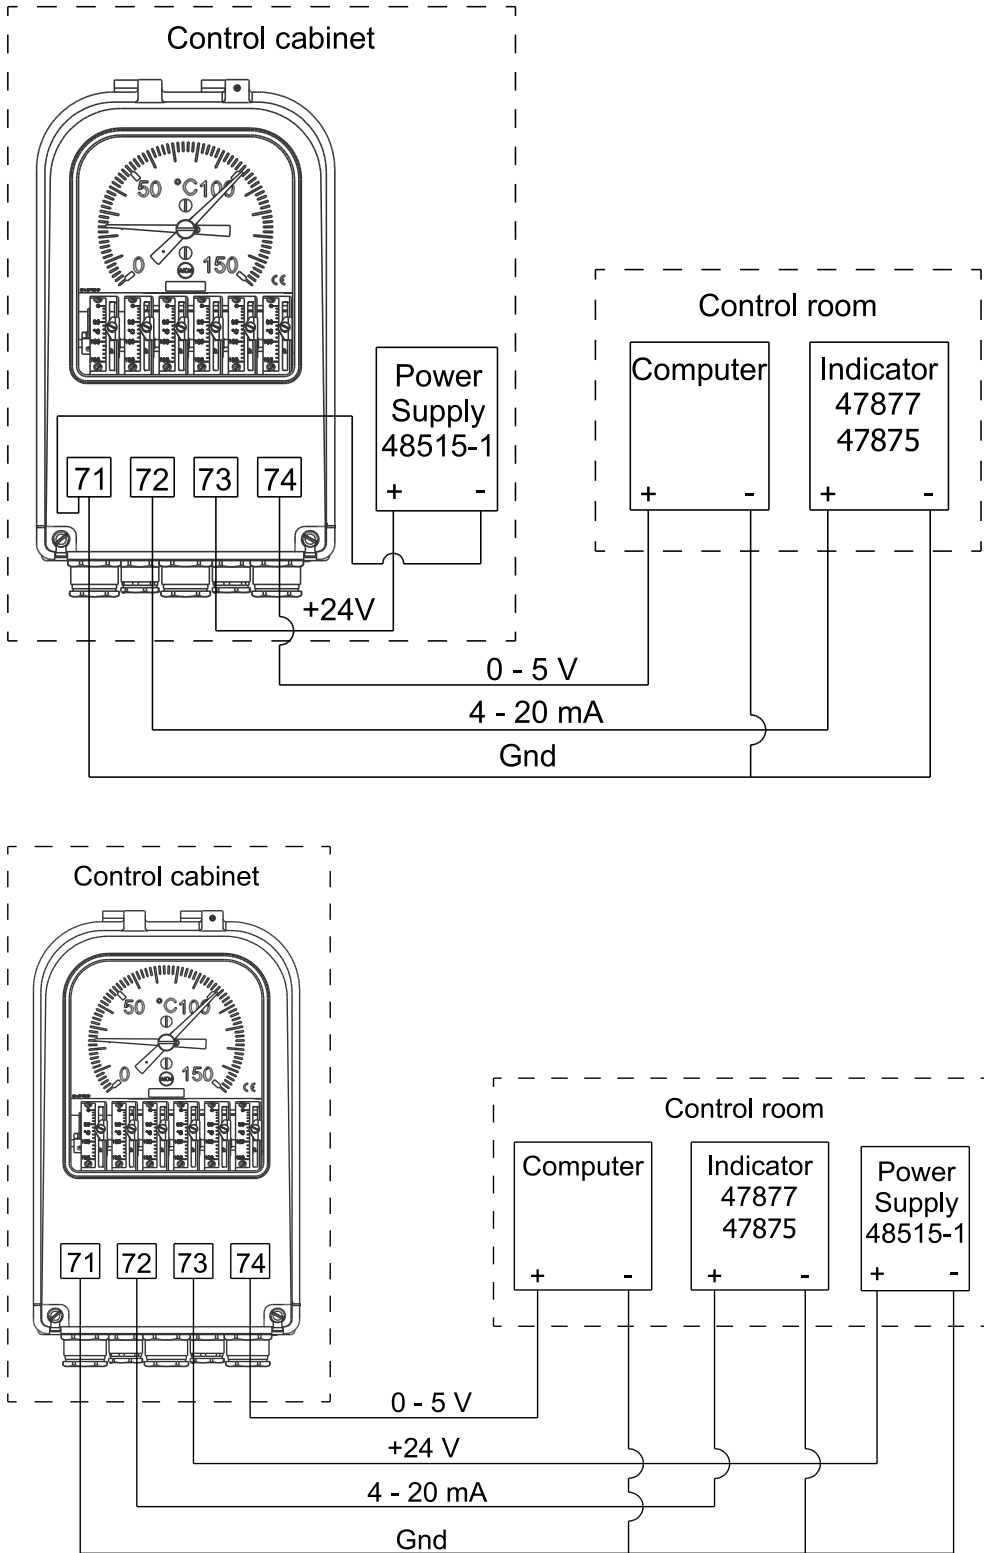 Control cabinet
50 °C 100
0 150
CE
Control room
Power
Supply
48515-1
+ -
Computer
+ -
Indicator
47877
47875
+ -
71 72 73 74
+24V
0 - 5 V
4 - 20 mA
Gnd
Control cabinet
50 °C 100
0 150
CE
Control room
Computer
+ -
Indicator
47877
47875
+ -
Power
Supply
48515-1
+ -
71 72 73 74
0 - 5 V
+24 V
4 - 20 mA
Gnd